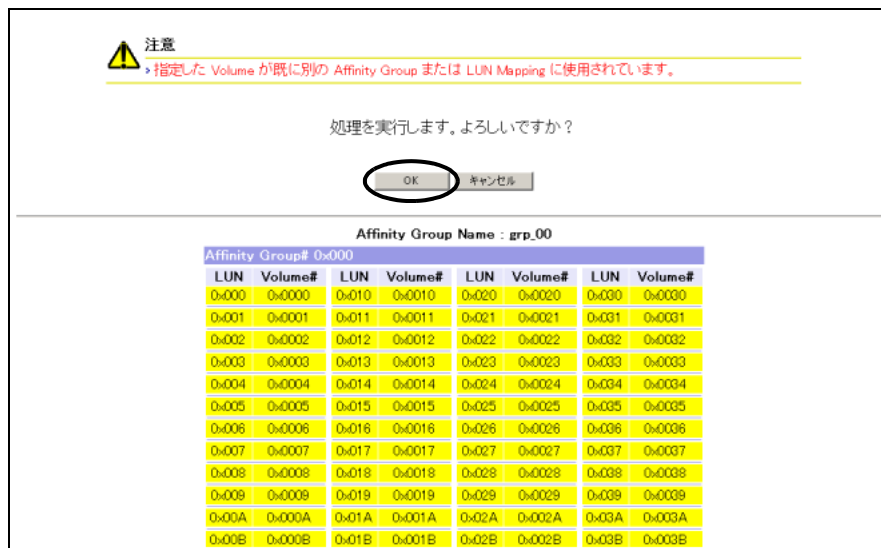 注意
指定した Volume が既に別の Affinity Group または LUN Mapping に使用されています。
処理を実行します。よろしいですか？
OK キャンセル
Affinity Group Name : grp_00
Affinity Group# 0x000
LUN Volume# LUN Volume# LUN Volume# LUN Volume#
0x000 0x0000 0x010 0x0010 0x020 0x0020 0x030 0x0030
0x001 0x0001 0x011 0x0011 0x021 0x0021 0x031 0x0031
0x002 0x0002 0x012 0x0012 0x022 0x0022 0x032 0x0032
0x003 0x0003 0x013 0x0013 0x023 0x0023 0x033 0x0033
0x004 0x0004 0x014 0x0014 0x024 0x0024 0x034 0x0034
0x005 0x0005 0x015 0x0015 0x025 0x0025 0x035 0x0035
0x006 0x0006 0x016 0x0016 0x026 0x0026 0x036 0x0036
0x007 0x0007 0x017 0x0017 0x027 0x0027 0x037 0x0037
0x008 0x0008 0x018 0x0018 0x028 0x0028 0x038 0x0038
0x009 0x0009 0x019 0x0019 0x029 0x0029 0x039 0x0039
0x00A 0x000A 0x01A 0x001A 0x02A 0x002A 0x03A 0x003A
0x00B 0x000B 0x01B 0x001B 0x02B 0x002B 0x03B 0x003B